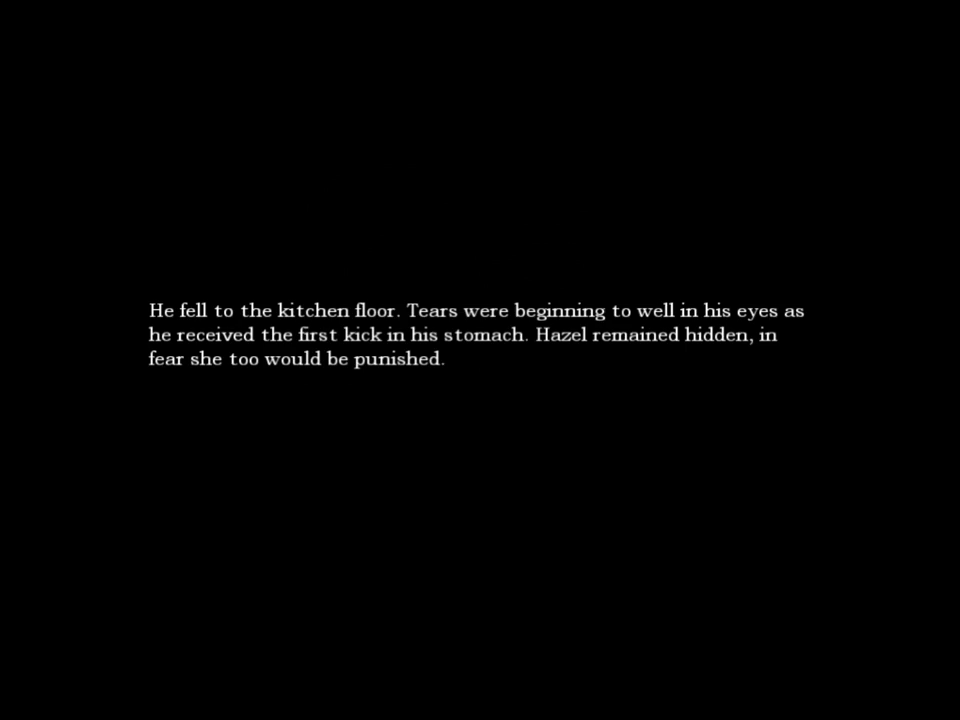 He fell to the kitchen floor. Tears were beginning to well in his eyes as
he received the first kick in his stomach. Hazel remained hidden, in
fear she too would be punished.